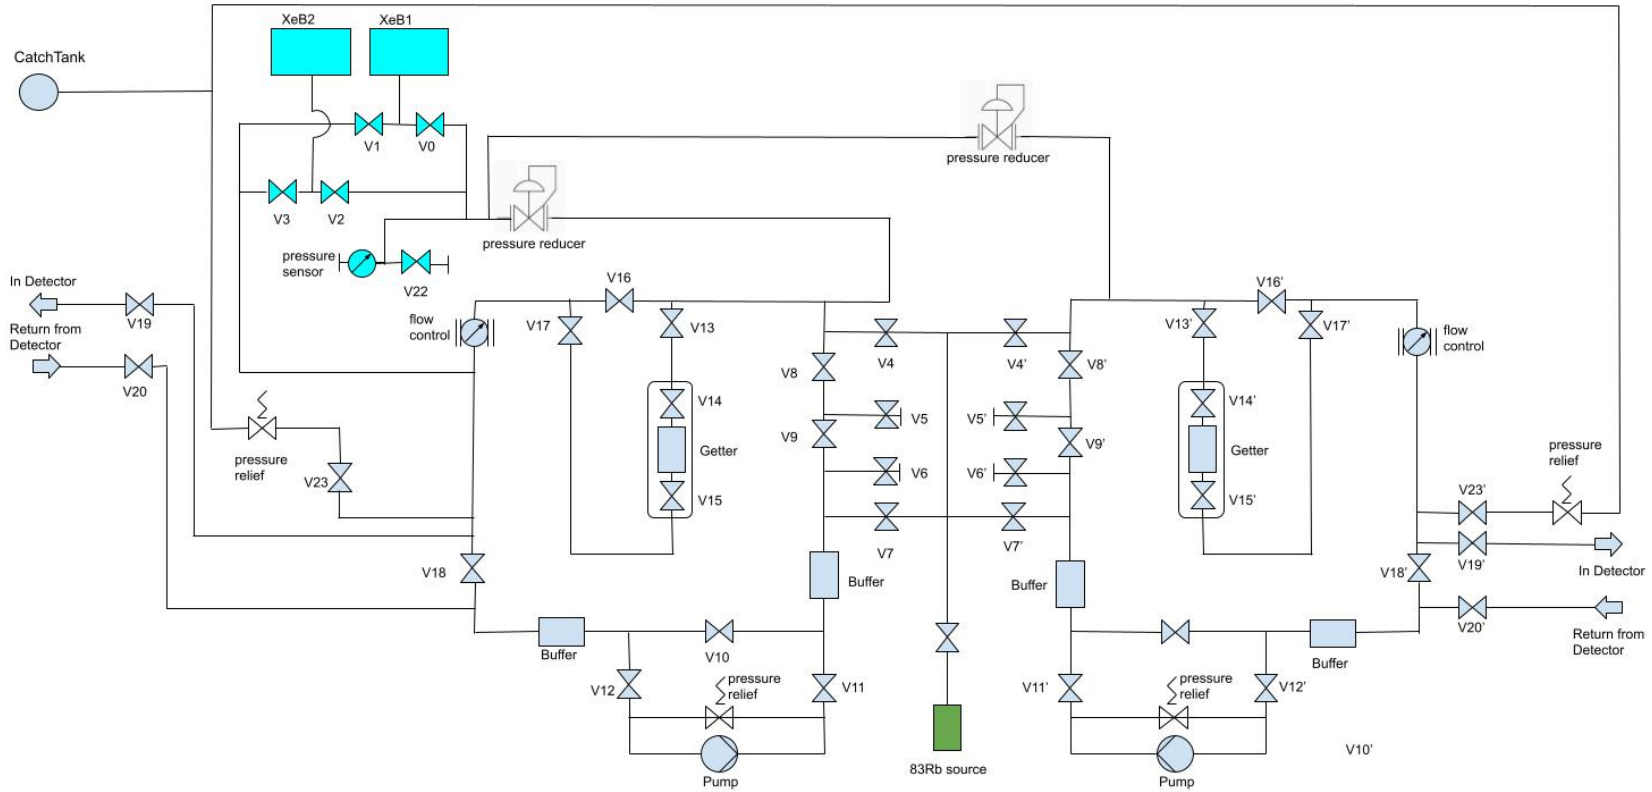 XeB2
XeB1
CatchTank
V1
V0
pressure reducer
V3
V2
pressure reducer
pressure
sensor
V22
In Detector
V19
Return from
Detector
V20
V16
V16'
flow
control
V17
V13
V13'
V17'
flow
control
V4
V4'
V8
V8'
V14
V14'
V5
V5'
V9
V9'
Getter
Getter
pressure
relief
V23
V6
V6'
pressure
relief
V15
V15'
V23'
V7
V7'
V19'
V18
Buffer
Buffer
V18'
In Detector
V20'
Return from
Detector
Buffer
V10
Buffer
V12
pressure
relief
V11
V11'
pressure
relief
V12'
V10'
Pump
83Rb source
Pump